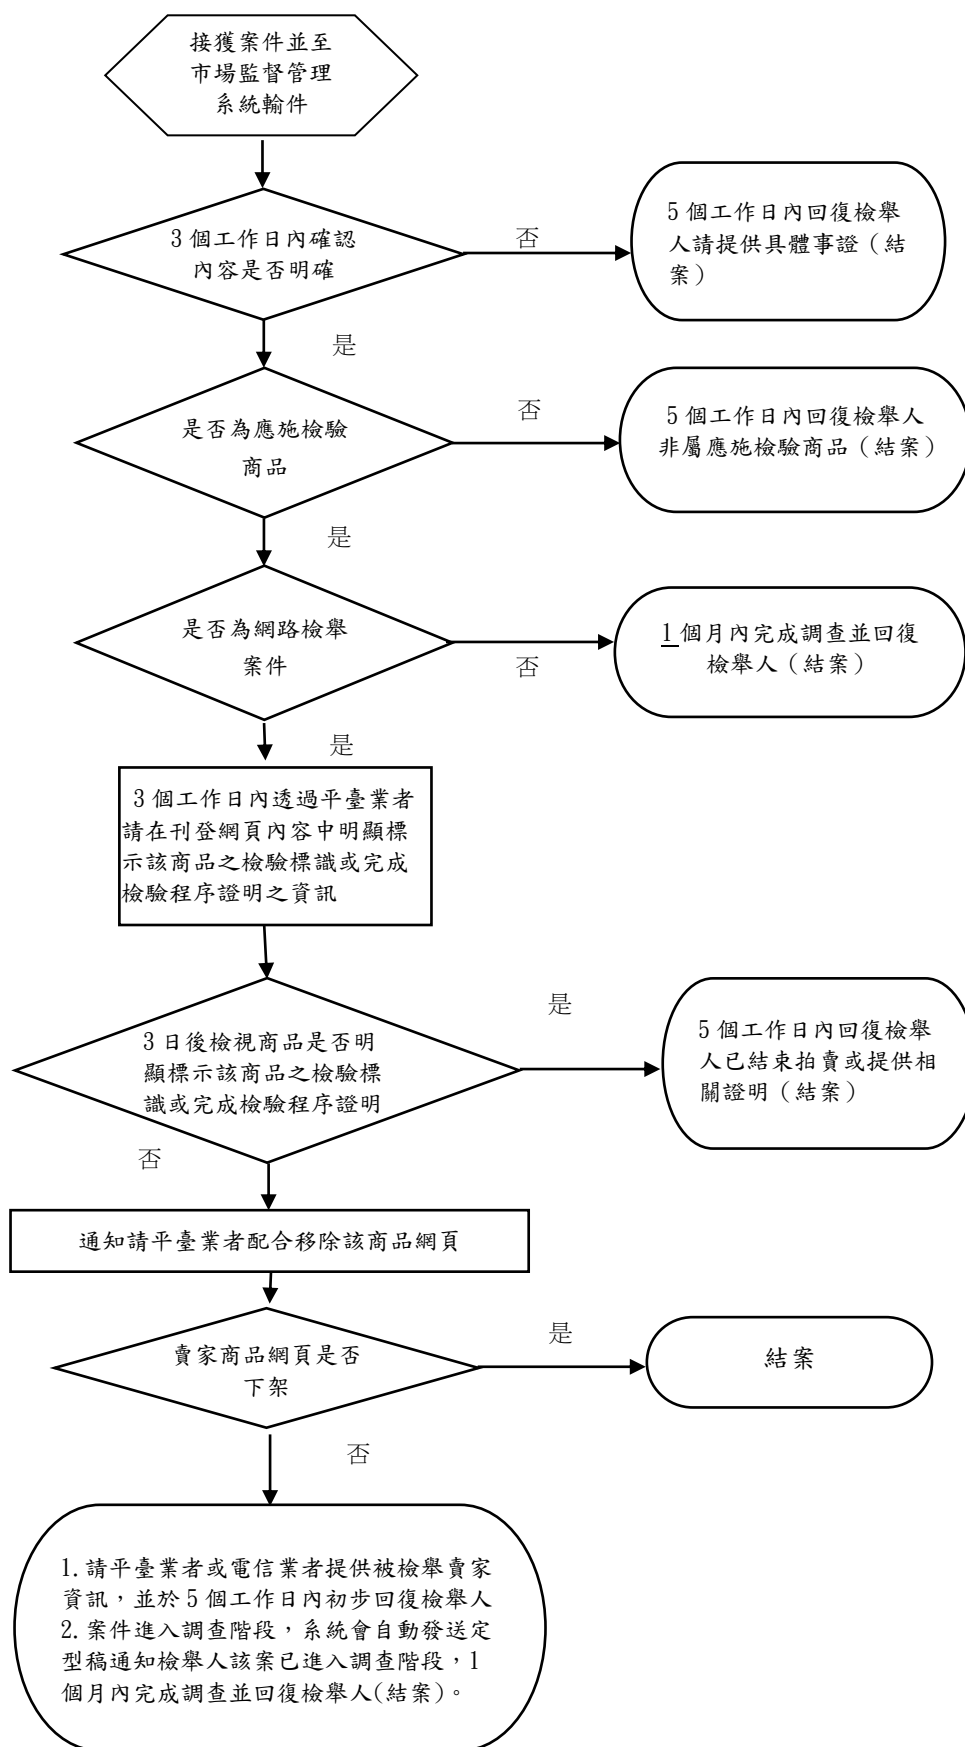 接獲案件並至
市場監督管理
系統輸件
3 個工作日內確認
內容是否明確
否
5 個工作日內回復檢舉
人請提供具體事證（結
案）
是
是否為應施檢驗
商品
否
5 個工作日內回復檢舉人
非屬應施檢驗商品（結案）
是
是否為網路檢舉
案件
否
1 個月內完成調查並回復
檢舉人（結案）
是
3 個工作日內透過平臺業者
請在刊登網頁內容中明顯標
示該商品之檢驗標識或完成
檢驗程序證明之資訊
3 日後檢視商品是否明
顯標示該商品之檢驗標
識或完成檢驗程序證明
是
5 個工作日內回復檢舉
人已結束拍賣或提供相
關證明（結案）
否
通知請平臺業者配合移除該商品網頁
賣家商品網頁是否
下架
是
結案
否
1. 請平臺業者或電信業者提供被檢舉賣家
資訊，並於 5 個工作日內初步回復檢舉人
2. 案件進入調查階段，系統會自動發送定
型稿通知檢舉人該案已進入調查階段，1
個月內完成調查並回復檢舉人(結案)。